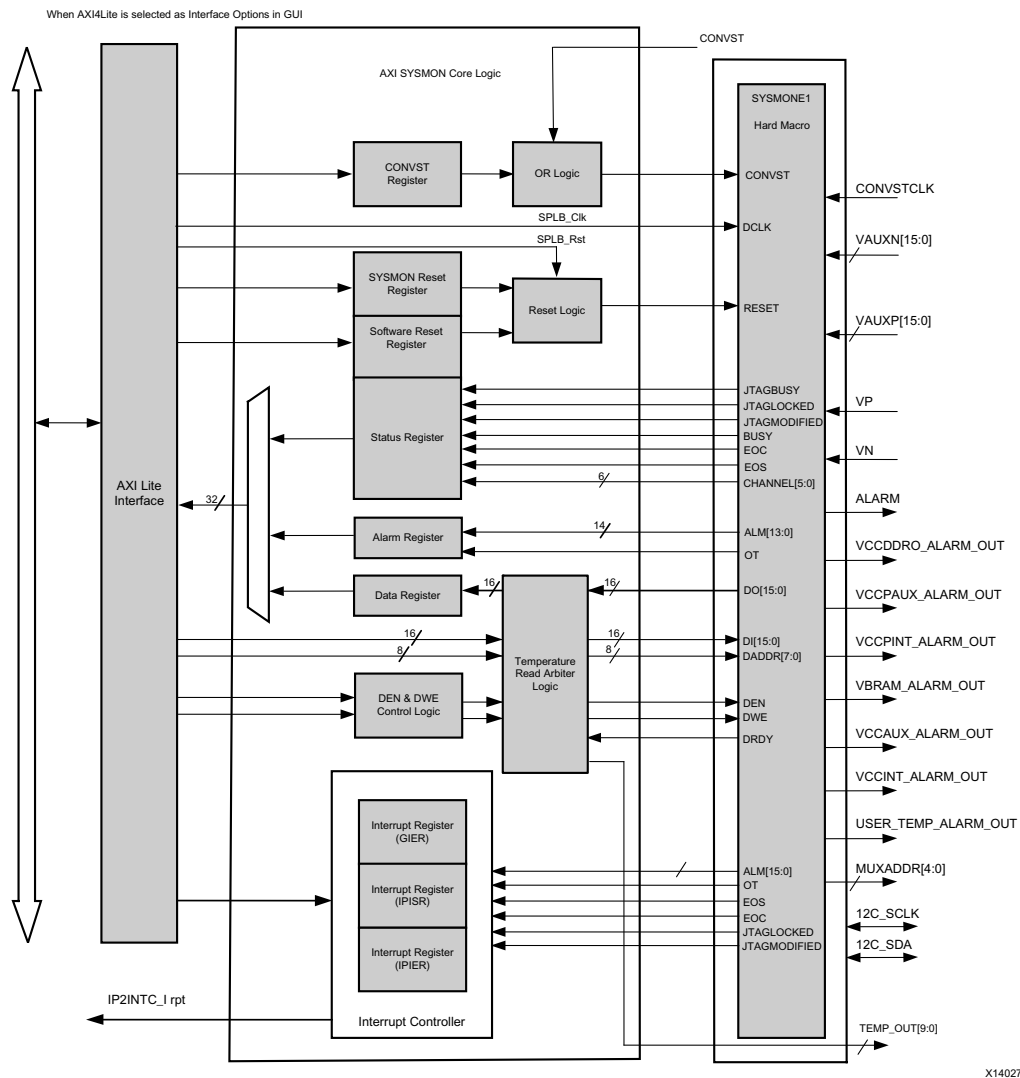 When AXI4Lite is selected as Interface Options in GUI
CONVST
AXI SYSMON Core Logic
SYSMONE1
Hard Macro
CONVST
Register
OR Logic
CONVST
CONVSTCLK
SPLB_Clk
DCLK
SPLB_Rst
VAUXN[15:0]
SYSMON Reset
Register
Reset Logic
RESET
VAUXP[15:0]
Software Reset
Register
JTAGBUSY
JTAGLOCKED
JTAGMODIFIED
BUSY
EOC
EOS
CHANNEL[5:0]
6
Status Register
VP
VN
AXI Lite
Interface
32
ALARM
Alarm Register
14
ALM[13:0]
OT
VCCDDRO_ALARM_OUT
Data Register
16
16
DO[15:0]
VCCPAUX_ALARM_OUT
16
8
Temperature
Read Arbiter
Logic
16
8
DI[15:0]
DADDR[7:0]
VCCPINT_ALARM_OUT
DEN & DWE
Control Logic
DEN
DWE
DRDY
VBRAM_ALARM_OUT
VCCAUX_ALARM_OUT
VCCINT_ALARM_OUT
USER_TEMP_ALARM_OUT
Interrupt Register
(GIER)
Interrupt Register
(IPISR)
Interrupt Register
(IPIER)
ALM[15:0]
OT
EOS
EOC
JTAGLOCKED
JTAGMODIFIED
MUXADDR[4:0]
12C_SCLK
12C_SDA
IP2INTC_I rpt
Interrupt Controller
TEMP_OUT[9:0]
X14027